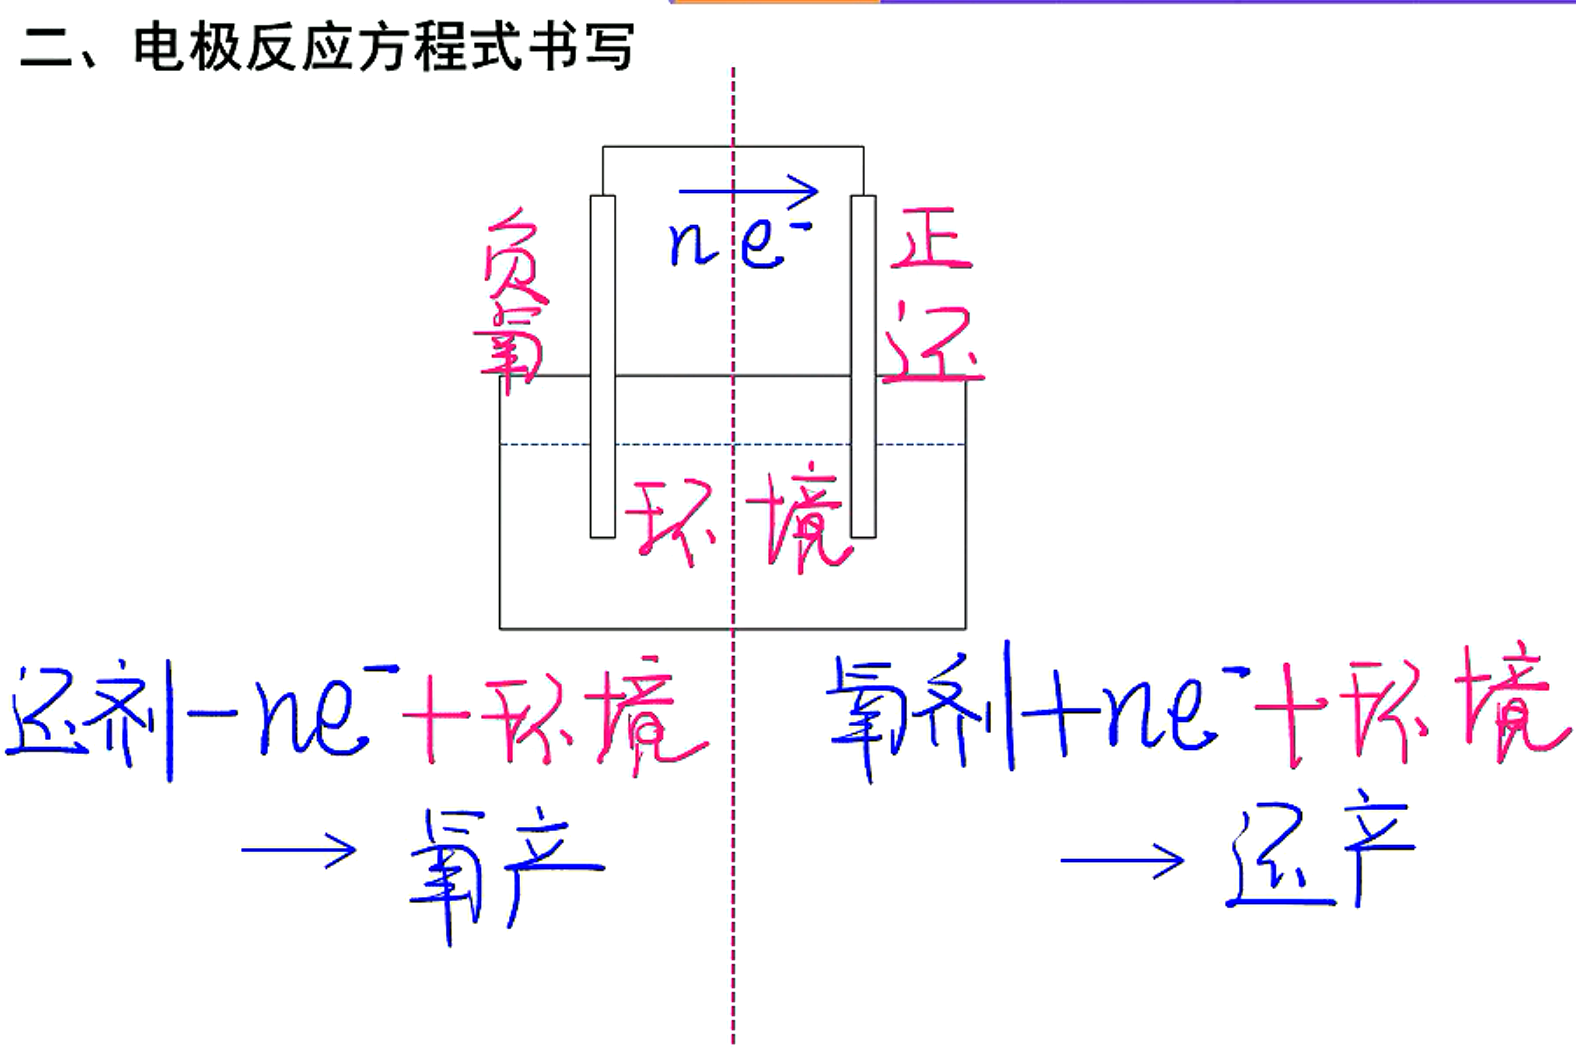 二、电极反应方程式书写
ne⁻
负
氧
正
还
环境
还剂-ne⁻+环境
→氧产
氧剂+ne⁻+环境
→还产